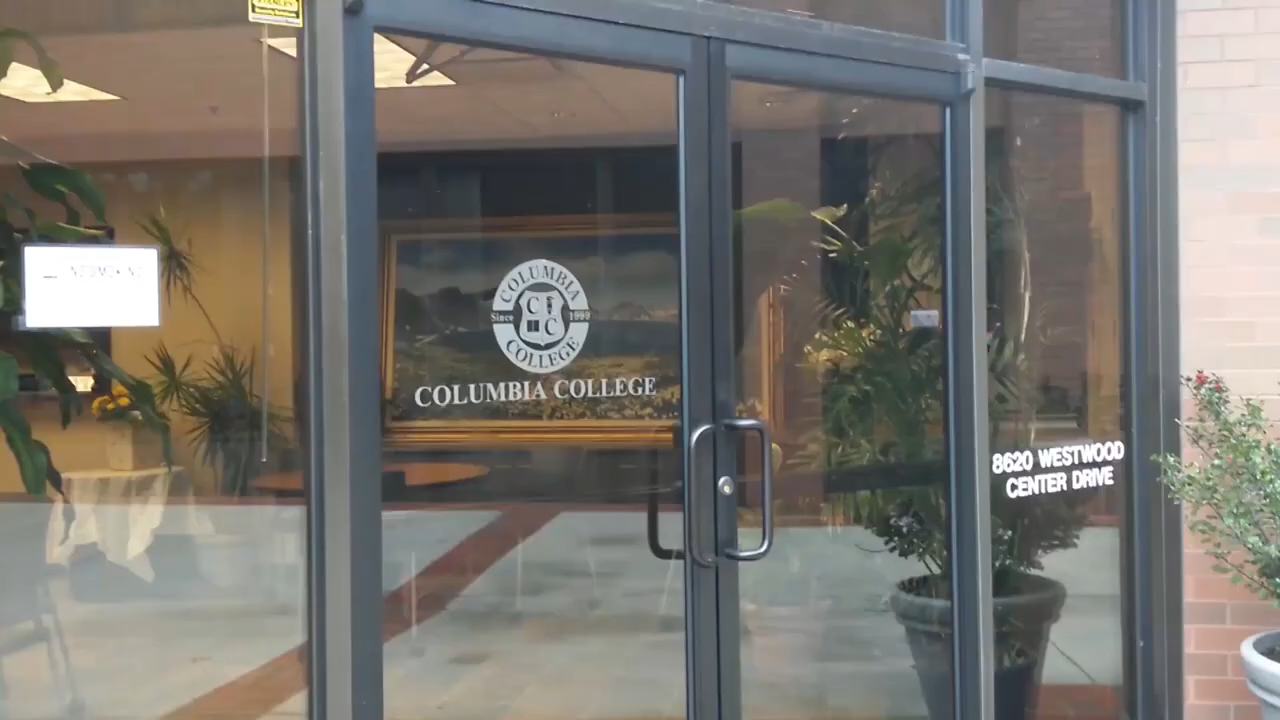 COLUMBIA
Since 1999
C
C
COLLEGE
COLUMBIA COLLEGE
8620 WESTWOOD
CENTER DRIVE